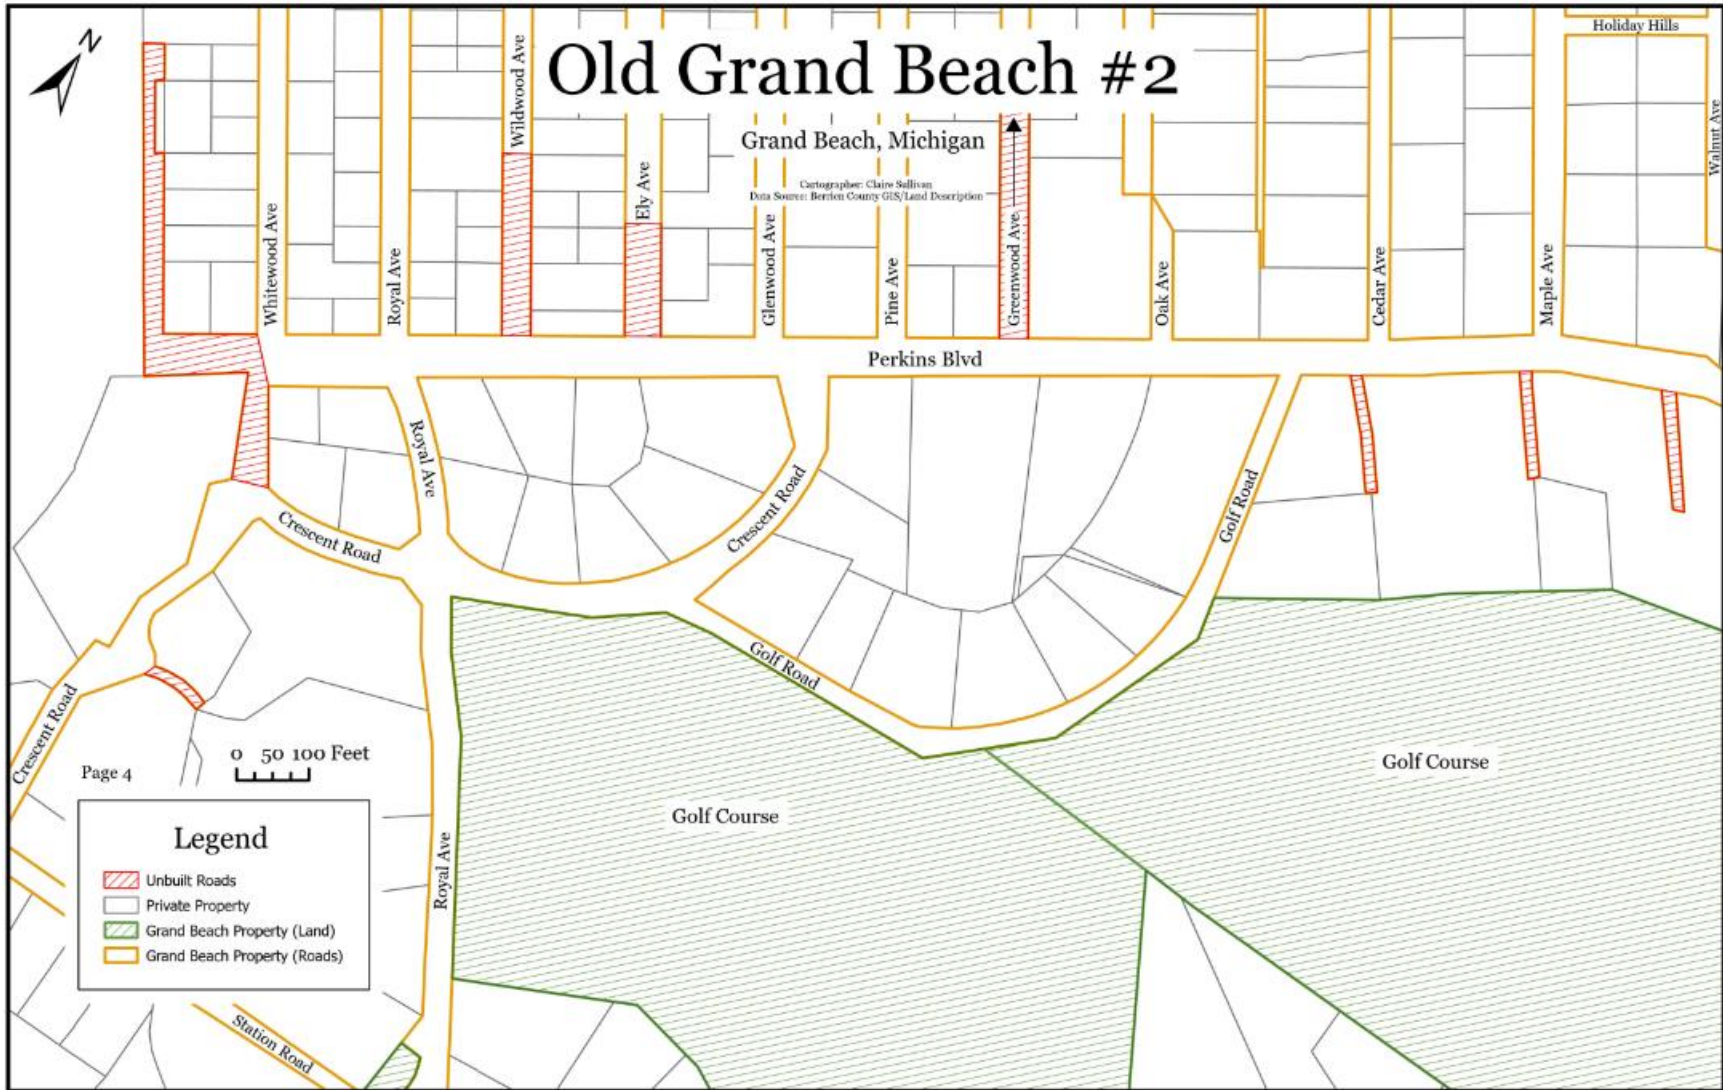 N
Holiday Hills
Old Grand Beach #2
Grand Beach, Michigan
Cartographer: Claire Sullivan
Data Source: Berrien County GIS/Land Description
Whitewood Ave
Royal Ave
Wildwood Ave
Ely Ave
Glenwood Ave
Pine Ave
Greenwood Ave
Oak Ave
Cedar Ave
Maple Ave
Walnut Ave
Perkins Blvd
Royal Ave
Crescent Road
Crescent Road
Golf Road
Golf Road
Crescent Road
Golf Course
Golf Course
Royal Ave
0 50 100 Feet
Page 4
Legend
Unbuilt Roads
Private Property
Grand Beach Property (Land)
Grand Beach Property (Roads)
Station Road